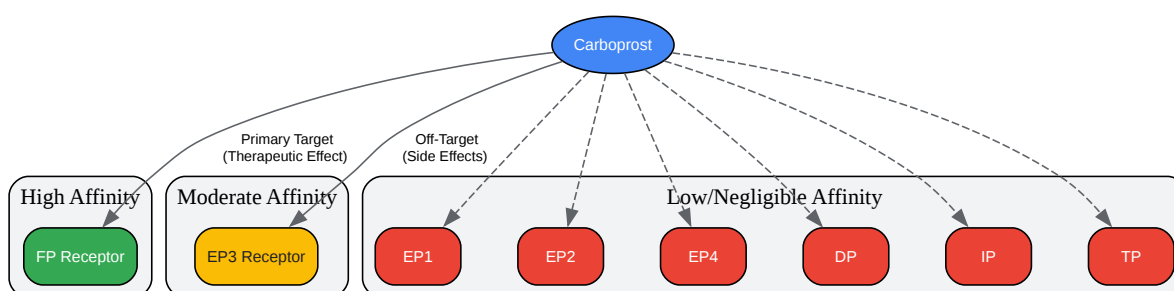 Carboprost
Primary Target
(Therapeutic Effect)
Off-Target
(Side Effects)
High Affinity
Moderate Affinity
Low/Negligible Affinity
FP Receptor
EP3 Receptor
EP1
EP2
EP4
DP
IP
TP